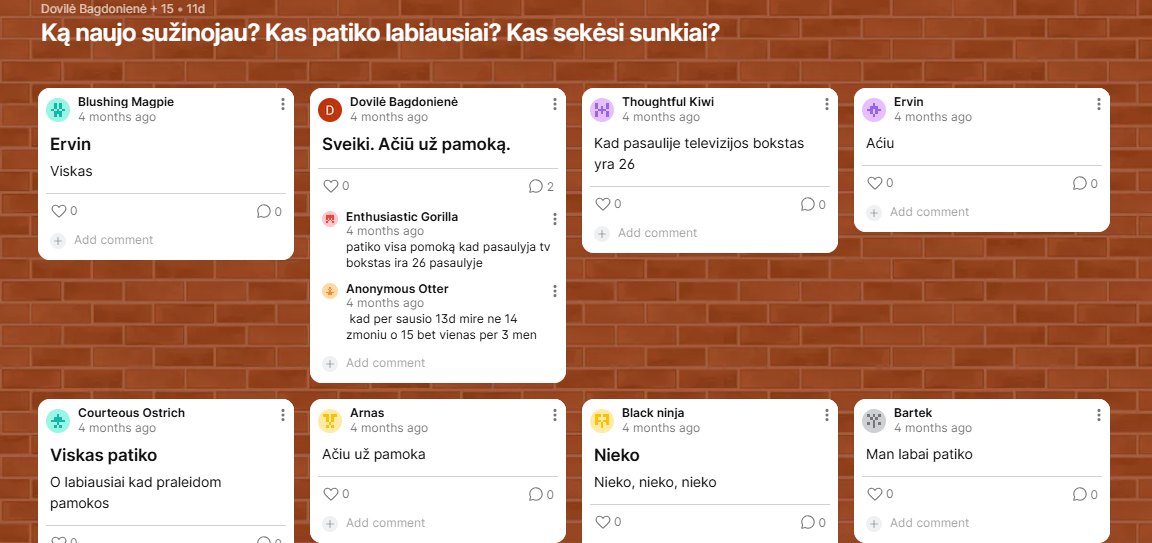 Dovilė Bagdonienė + 15 • 11d
Ką naujo sužinojau? Kas patiko labiausiai? Kas sekėsi sunkiai?
Blushing Magpie
4 months ago
Ervin
Viskas
0
0
Add comment
D
Dovilė Bagdonienė
4 months ago
Sveiki. Ačiū už pamoką.
0
2
Enthusiastic Gorilla
4 months ago
patiko visa pomoką kad pasaulyja tv
bokstas ira 26 pasaulyje
Anonymous Otter
4 months ago
kad per sausio 13d mire ne 14
zmoniu o 15 bet vienas per 3 men
Add comment
Thoughtful Kiwi
4 months ago
Kad pasaulije televizijos bokstas
yra 26
0
0
Add comment
Ervin
4 months ago
Aćiu
0
0
Add comment
Courteous Ostrich
4 months ago
Viskas patiko
O labiausiai kad praleidom
pamokos
0
0
Arnas
4 months ago
Ačiu už pamoka
0
0
Add comment
Black ninja
4 months ago
Nieko
Nieko, nieko, nieko
0
0
Bartek
4 months ago
Man labai patiko
0
0
Add comment